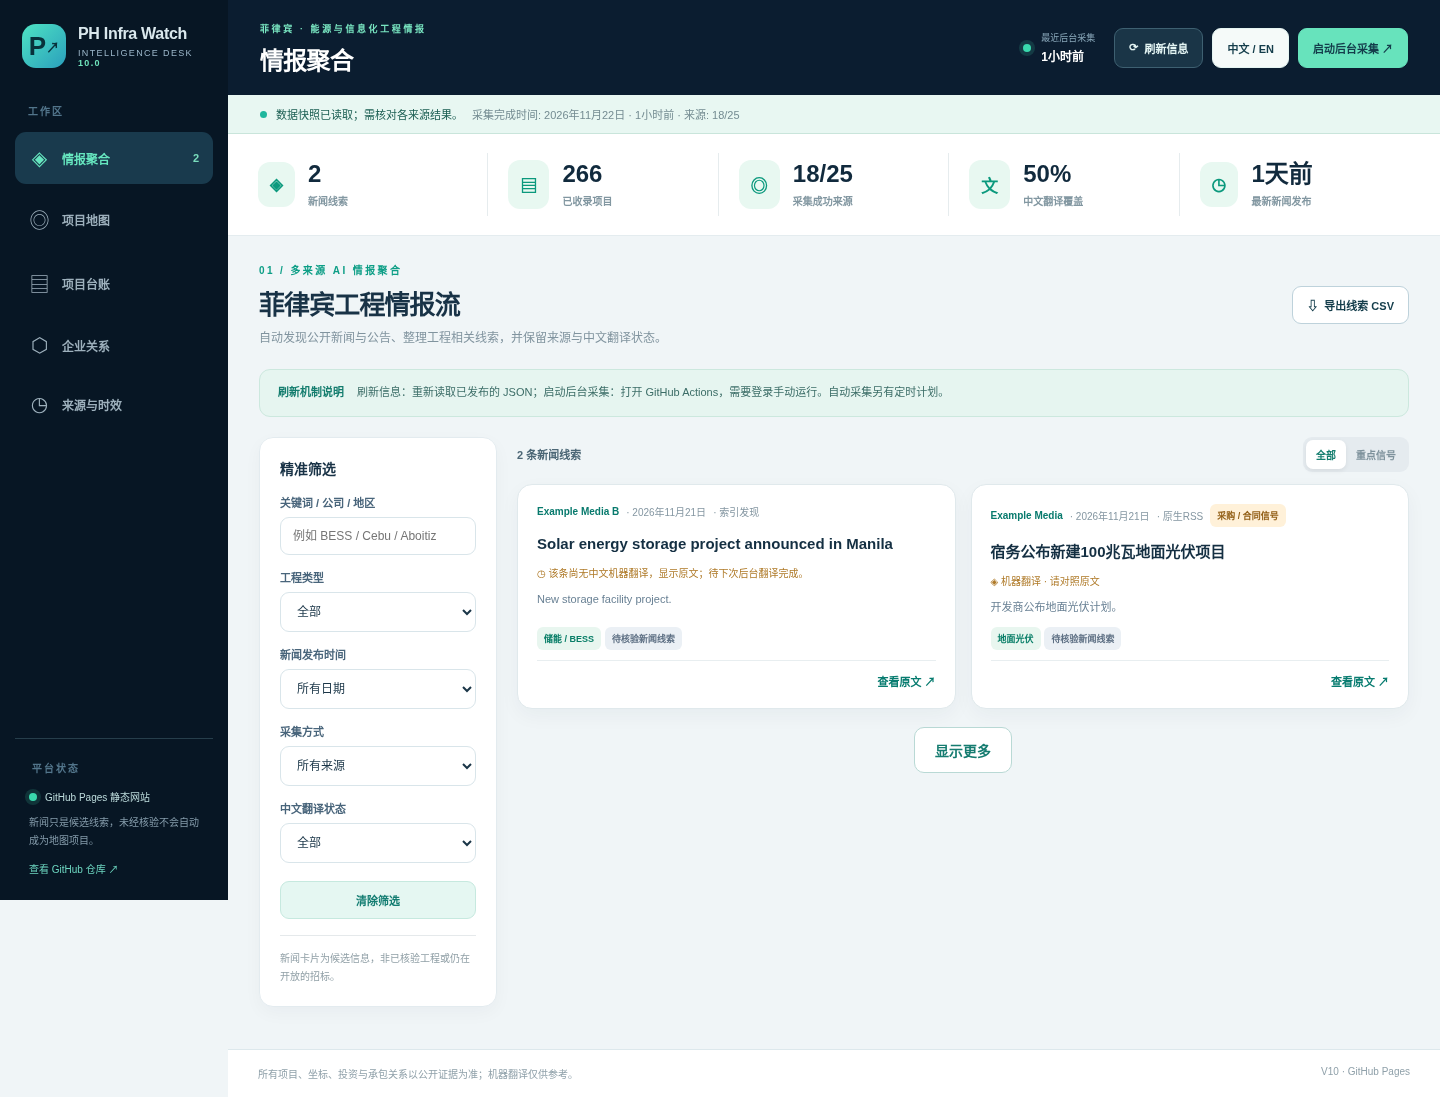 P↗
PH Infra Watch
INTELLIGENCE DESK
10.0
工作区
情报聚合 2
项目地图
项目台账
企业关系
来源与时效
平台状态
GitHub Pages 静态网站
新闻只是候选线索，未经核验不会自动
成为地图项目。
查看 GitHub 仓库 ↗
菲律宾 · 能源与信息化工程情报
情报聚合
最近后台采集
1小时前
⟳ 刷新信息
中文 / EN
启动后台采集 ↗
数据快照已读取；需核对各来源结果。 采集完成时间: 2026年11月22日 · 1小时前 · 来源: 18/25
2
新闻线索
266
已收录项目
18/25
采集成功来源
文
50%
中文翻译覆盖
1天前
最新新闻发布
01 / 多来源 AI 情报聚合
菲律宾工程情报流
自动发现公开新闻与公告、整理工程相关线索，并保留来源与中文翻译状态。
⇩ 导出线索 CSV
刷新机制说明 刷新信息：重新读取已发布的 JSON；启动后台采集：打开 GitHub Actions，需要登录手动运行。自动采集另有定时计划。
精准筛选
关键词 / 公司 / 地区
例如 BESS / Cebu / Aboitiz
工程类型
全部
新闻发布时间
所有日期
采集方式
所有来源
中文翻译状态
全部
清除筛选
新闻卡片为候选信息，非已核验工程或仍在
开放的招标。
2 条新闻线索
全部 重点信号
Example Media B · 2026年11月21日 · 索引发现
Solar energy storage project announced in Manila
◷ 该条尚无中文机器翻译，显示原文；待下次后台翻译完成。
New storage facility project.
储能 / BESS 待核验新闻线索
查看原文 ↗
Example Media · 2026年11月21日 · 原生RSS 采购 / 合同信号
宿务公布新建100兆瓦地面光伏项目
◈ 机器翻译 · 请对照原文
开发商公布地面光伏计划。
地面光伏 待核验新闻线索
查看原文 ↗
显示更多
所有项目、坐标、投资与承包关系以公开证据为准；机器翻译仅供参考。
V10 · GitHub Pages